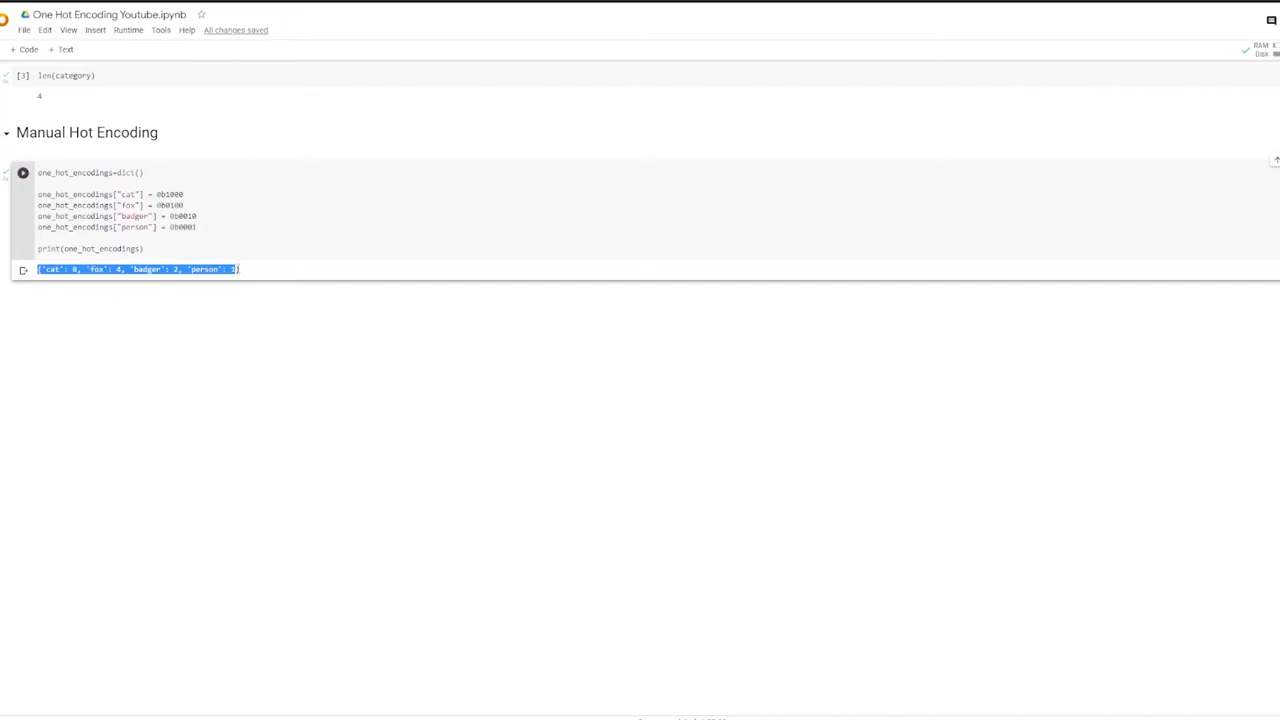 One Hot Encoding Youtube.ipynb
File Edit View Insert Runtime Tools Help All changes saved
+ Code + Text
RAM
Disk
[3] len(category)
4
Manual Hot Encoding
one_hot_encodings=dict()
one_hot_encodings["cat"] = 0b1000
one_hot_encodings["fox"] = 0b0100
one_hot_encodings["badger"] = 0b0010
one_hot_encodings["person"] = 0b0001
print(one_hot_encodings)
{'cat': 8, 'fox': 4, 'badger': 2, 'person': 1}